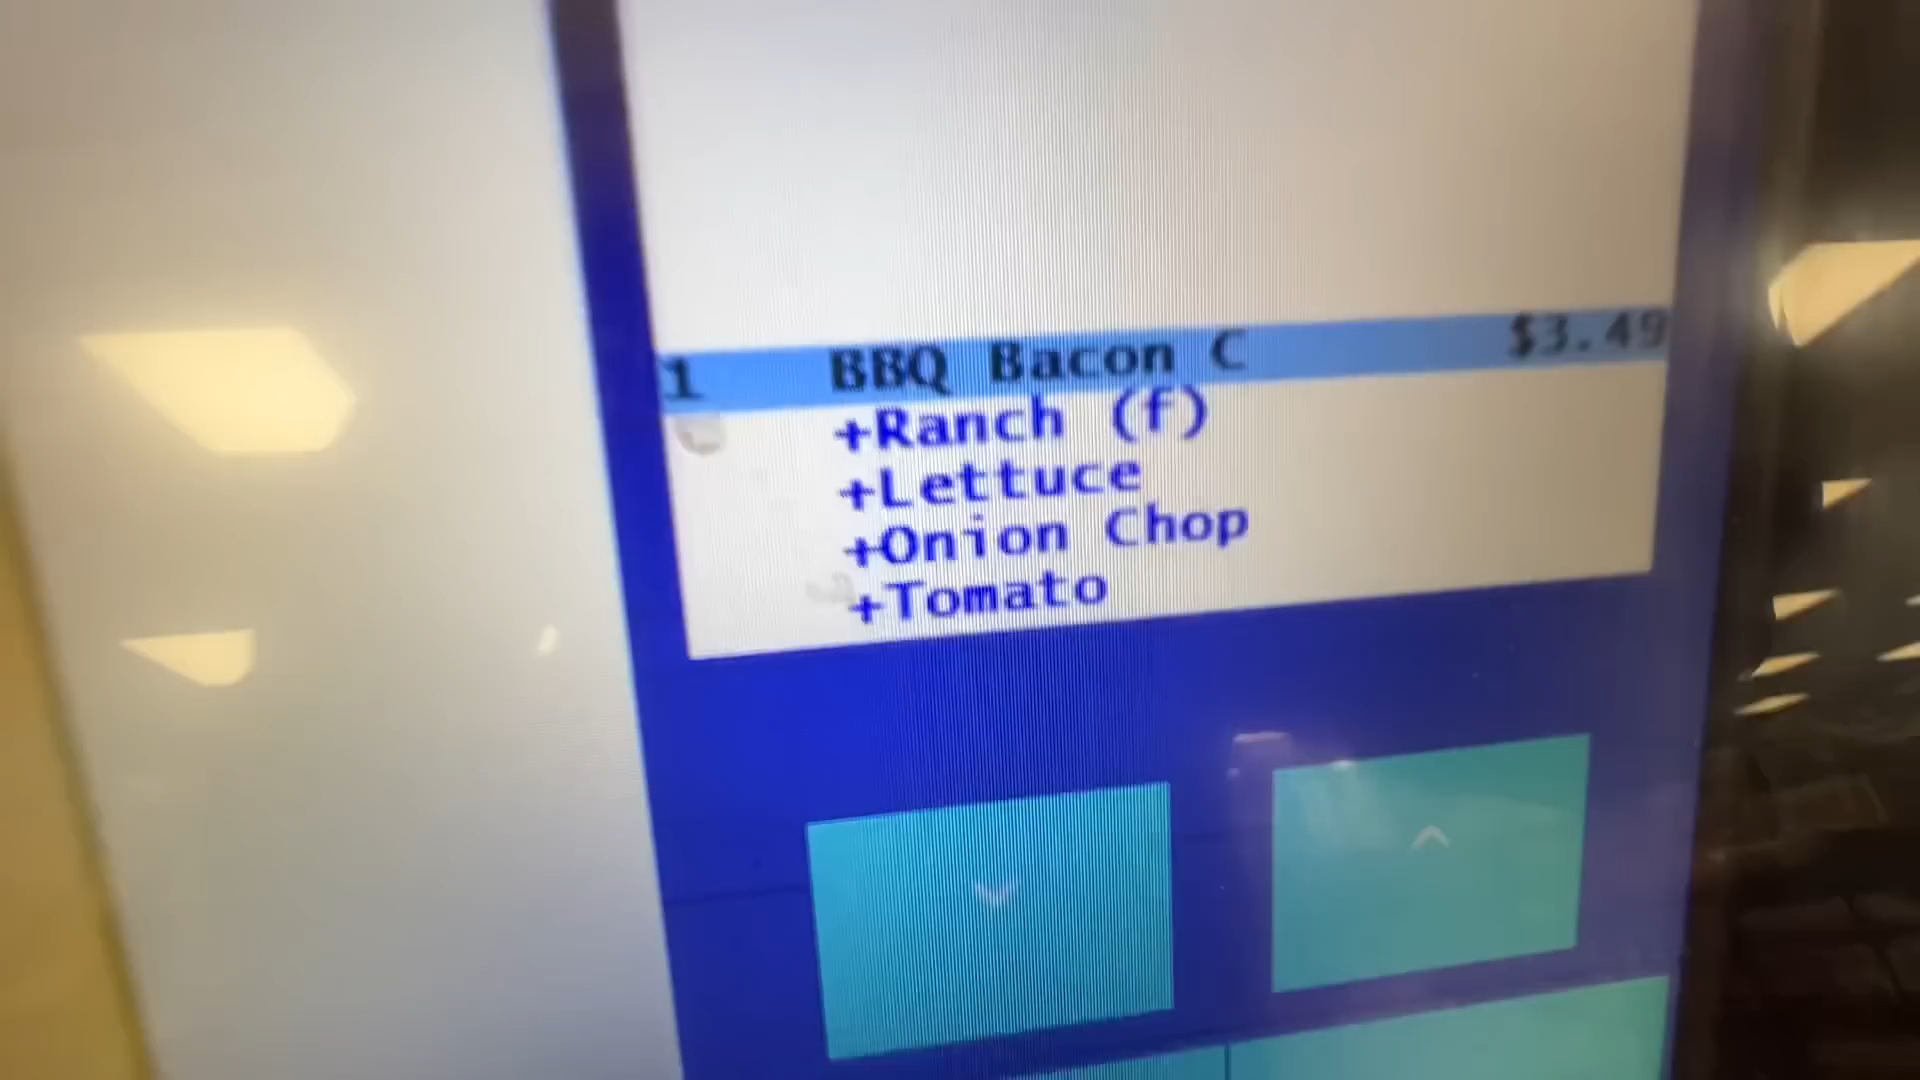 1 BBQ Bacon C $3.49
+Ranch (f)
+Lettuce
+Onion Chop
+Tomato